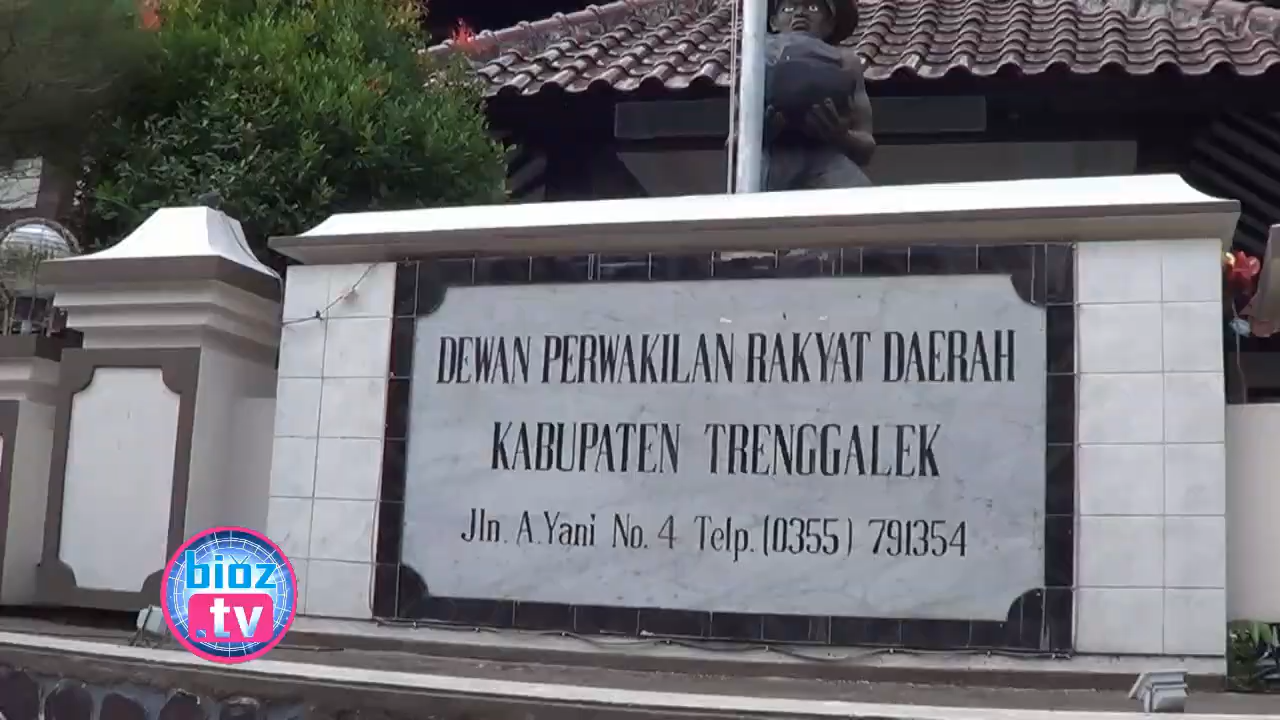 DEWAN PERWAKILAN RAKYAT DAERAH
KABUPATEN TRENGGALEK
Jln. A.Yani No. 4 Telp. (0355) 791354
bioz
.tv